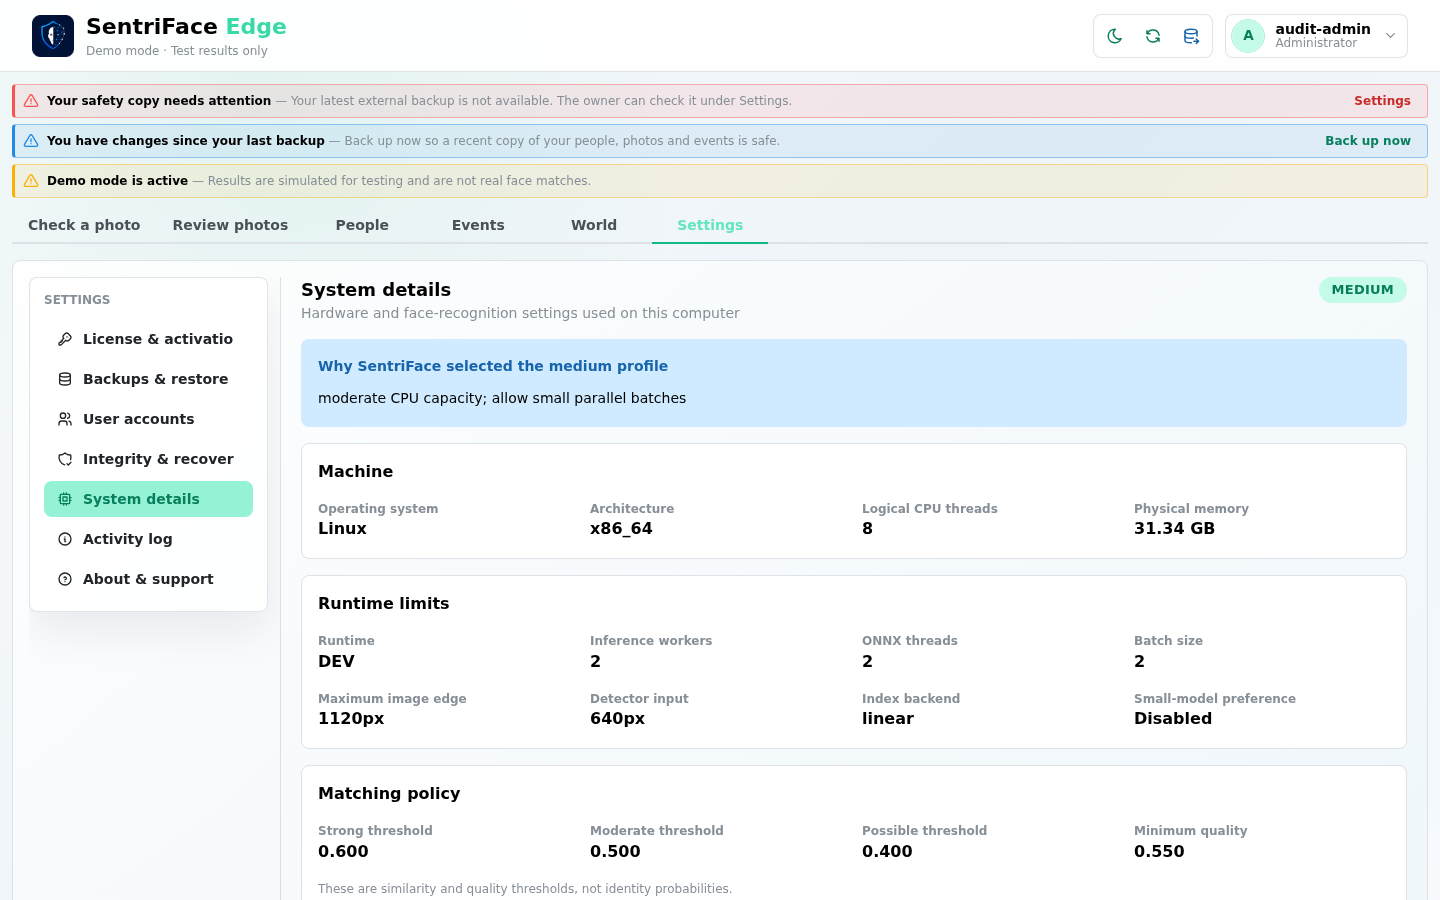 SentriFace Edge
Demo mode · Test results only
A
audit-admin
Administrator
Your safety copy needs attention — Your latest external backup is not available. The owner can check it under Settings.
Settings
You have changes since your last backup — Back up now so a recent copy of your people, photos and events is safe.
Back up now
Demo mode is active — Results are simulated for testing and are not real face matches.
Check a photo
Review photos
People
Events
World
Settings
SETTINGS
License & activatio
Backups & restore
User accounts
Integrity & recover
System details
Activity log
About & support
System details
MEDIUM
Hardware and face-recognition settings used on this computer
Why SentriFace selected the medium profile
moderate CPU capacity; allow small parallel batches
Machine
Operating system
Linux
Architecture
x86_64
Logical CPU threads
8
Physical memory
31.34 GB
Runtime limits
Runtime
DEV
Inference workers
2
ONNX threads
2
Batch size
2
Maximum image edge
1120px
Detector input
640px
Index backend
linear
Small-model preference
Disabled
Matching policy
Strong threshold
0.600
Moderate threshold
0.500
Possible threshold
0.400
Minimum quality
0.550
These are similarity and quality thresholds, not identity probabilities.